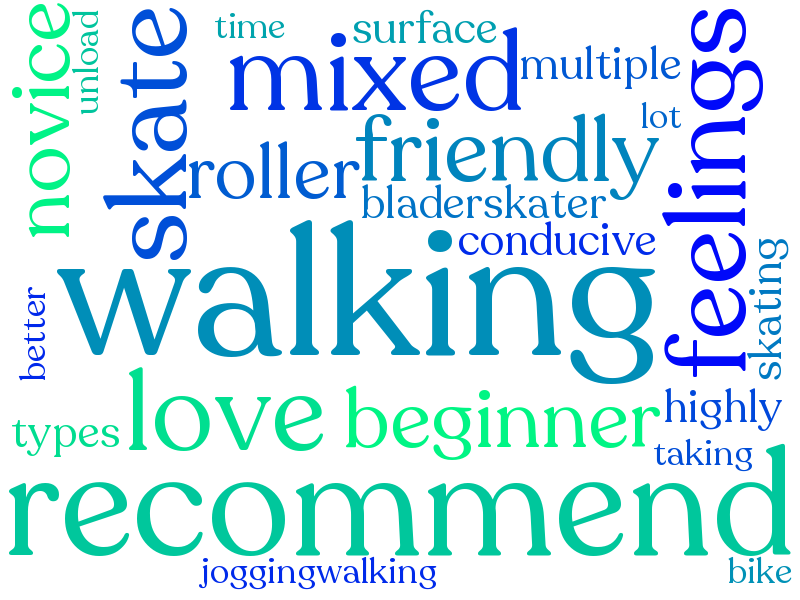 time
surface
novice
unload
skate
mixed
multiple
feelings
lot
friendly
roller
bladerskater
conducive
walking
skating
better
love
beginner
highly
types
taking
recommend
joggingwalking
bike